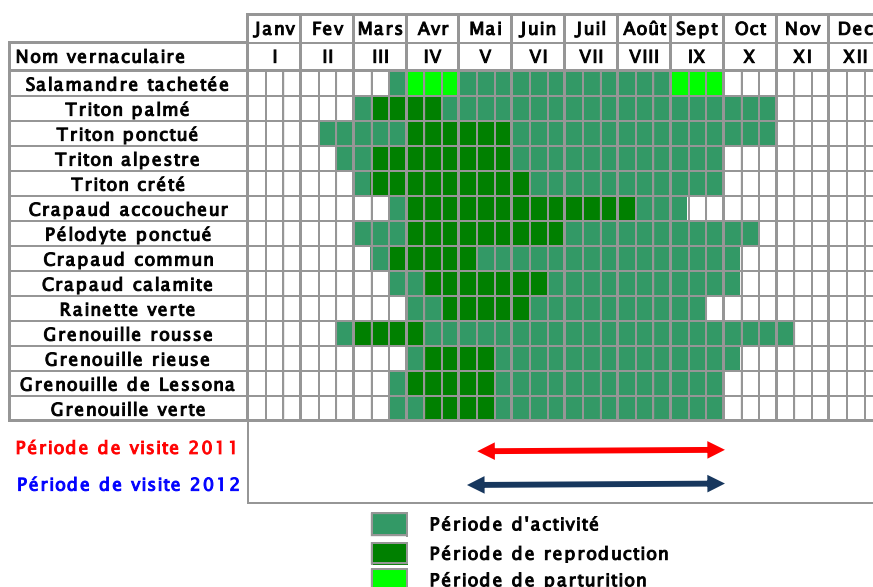 Janv Fev Mars Avr Mai Juin Juil Août Sept Oct Nov Dec
Nom vernaculaire I II III IV V VI VII VIII IX X XI XII
Salamandre tachetée
Triton palmé
Triton ponctué
Triton alpestre
Triton crété
Crapaud accoucheur
Pélodyte ponctué
Crapaud commun
Crapaud calamite
Rainette verte
Grenouille rousse
Grenouille rieuse
Grenouille de Lessona
Grenouille verte
Période de visite 2011
Période de visite 2012
Période d'activité
Période de reproduction
Période de parturition